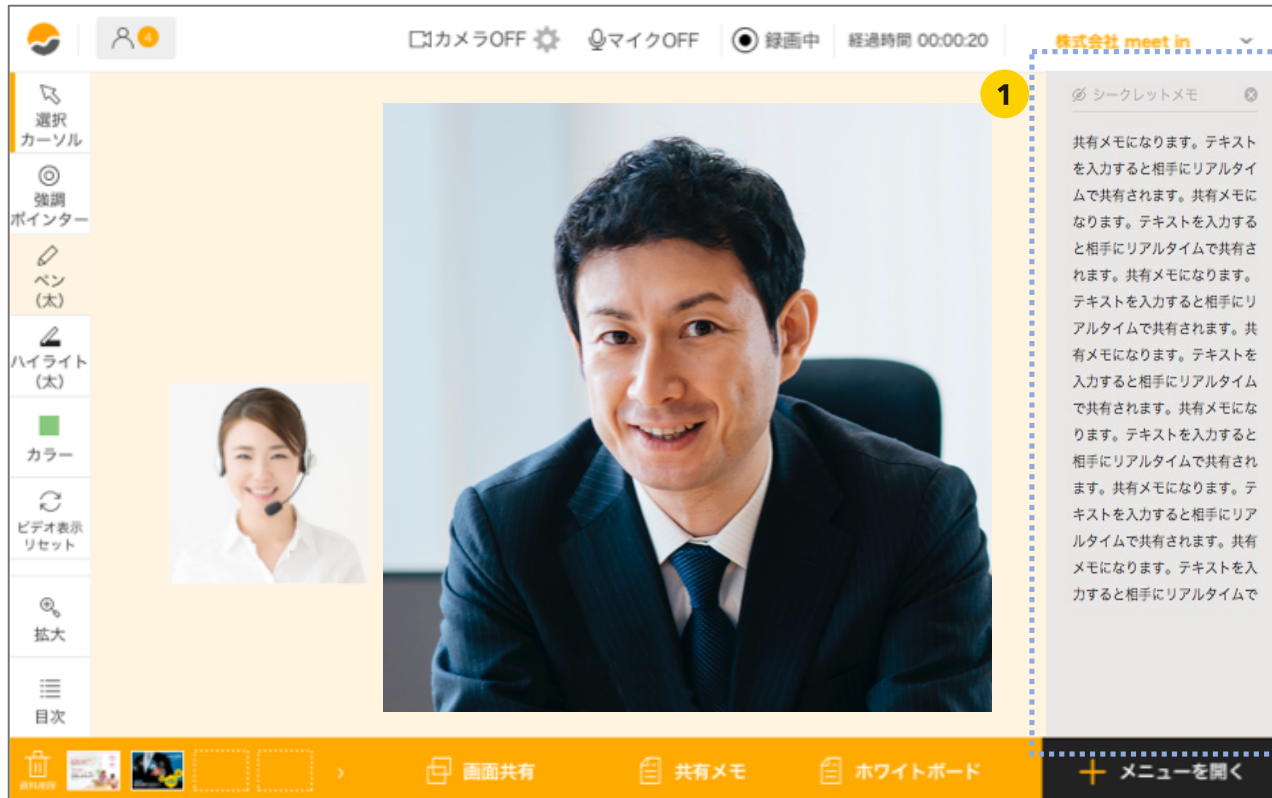 4
カメラOFF
マイクOFF
録画中
経過時間 00:00:20
株式会社 meet in
1
選択
カーソル
強調
ポインター
ペン
(太)
ハイライト
(太)
カラー
ビデオ表示
リセット
拡大
目次
シークレットメモ
共有メモになります。テキスト
を入力すると相手にリアルタイ
ムで共有されます。共有メモに
なります。テキストを入力する
と相手にリアルタイムで共有さ
れます。共有メモになります。
テキストを入力すると相手にリ
アルタイムで共有されます。共
有メモになります。テキストを
入力すると相手にリアルタイム
で共有されます。共有メモにな
ります。テキストを入力すると
相手にリアルタイムで共有され
ます。共有メモになります。テ
キストを入力すると相手にリア
ルタイムで共有されます。共有
メモになります。テキストを入
力すると相手にリアルタイムで
資料削除
画面共有
共有メモ
ホワイトボード
メニューを開く